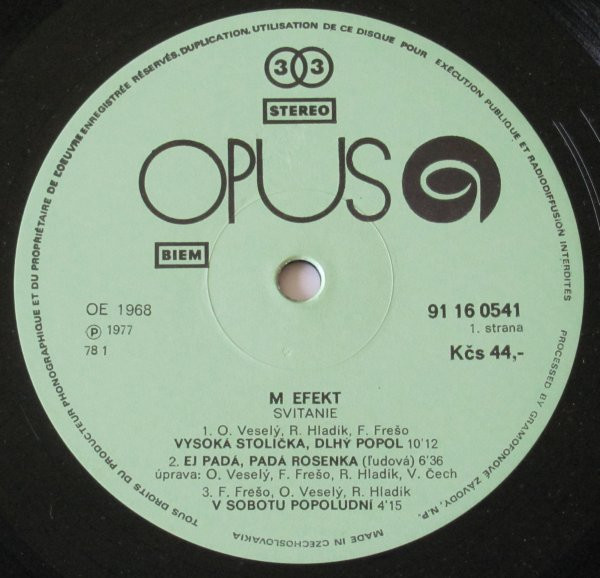 TOUS DROITS DU PRODUCTEUR PHONOGRAPHIQUE ET DU PROPRIÉTAIRE DE L'OEUVRE ENREGISTRÉE RÉSERVÉS. DUPLICATION, UTILISATION DE CE DISQUE POUR EXÉCUTION PUBLIQUE ET RADIODIFFUSION INTERDITES
PROCESSED BY GRAMOFONOVÉ ZÁVODY, N.P.
MADE IN CZECHOSLOVAKIA
33
STEREO
OPUS
BIEM
OE 1968
℗ 1977
78 1
91 16 0541
1. strana
Kčs 44,-
M EFEKT
SVITANIE
1. O. Veselý, R. Hladík, F. Frešo
VYSOKÁ STOLIČKA, DLHÝ POPOL 10'12
2. EJ PADÁ, PADÁ ROSENKA (ľudová) 6'36
úprava: O. Veselý, F. Frešo, R. Hladík, V. Čech
3. F. Frešo, O. Veselý, R. Hladík
V SOBOTU POPOLUDNÍ 4'15